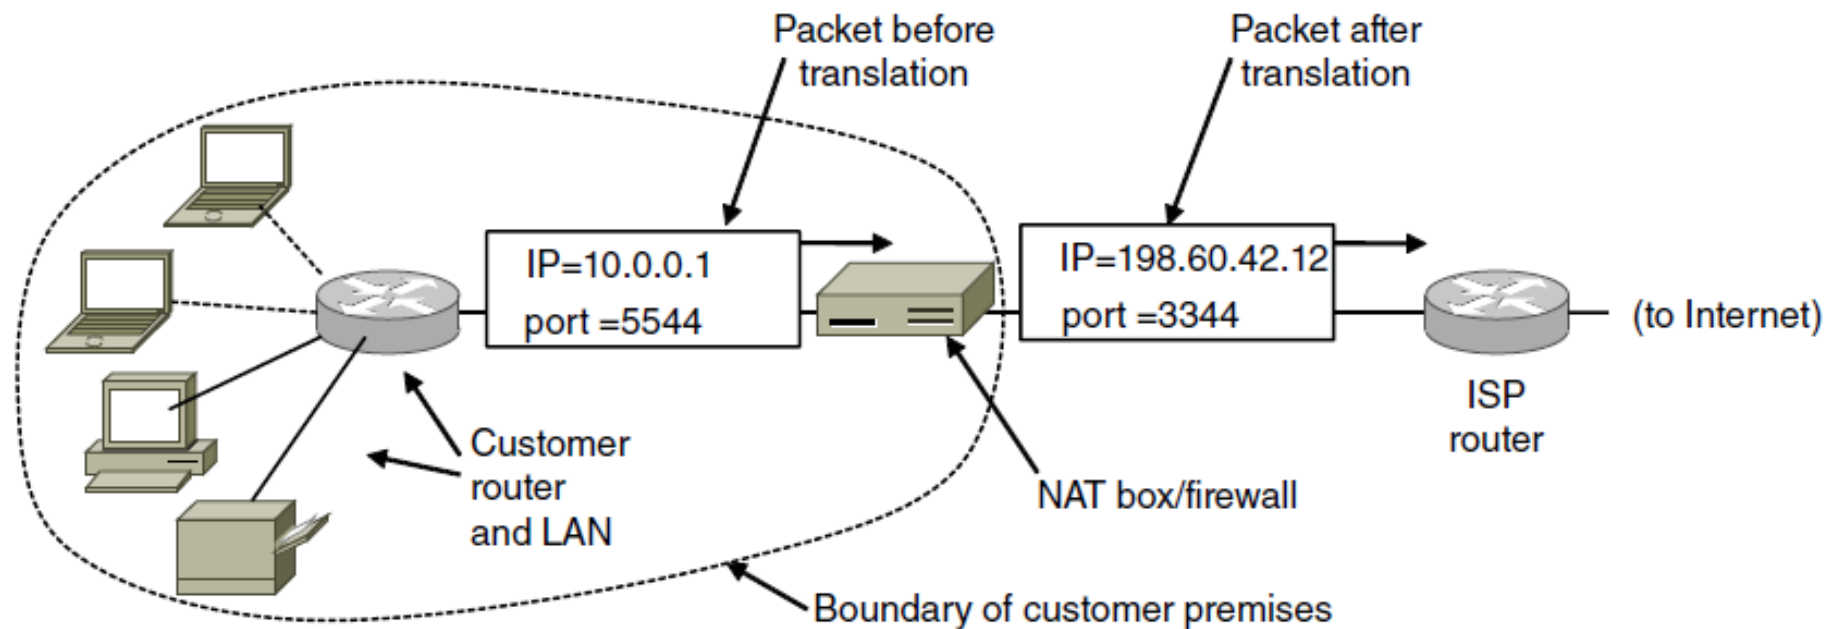 Packet before
translation
Packet after
translation
IP=10.0.0.1
port =5544
IP=198.60.42.12
port =3344
(to Internet)
ISP
router
Customer
router
and LAN
NAT box/firewall
Boundary of customer premises